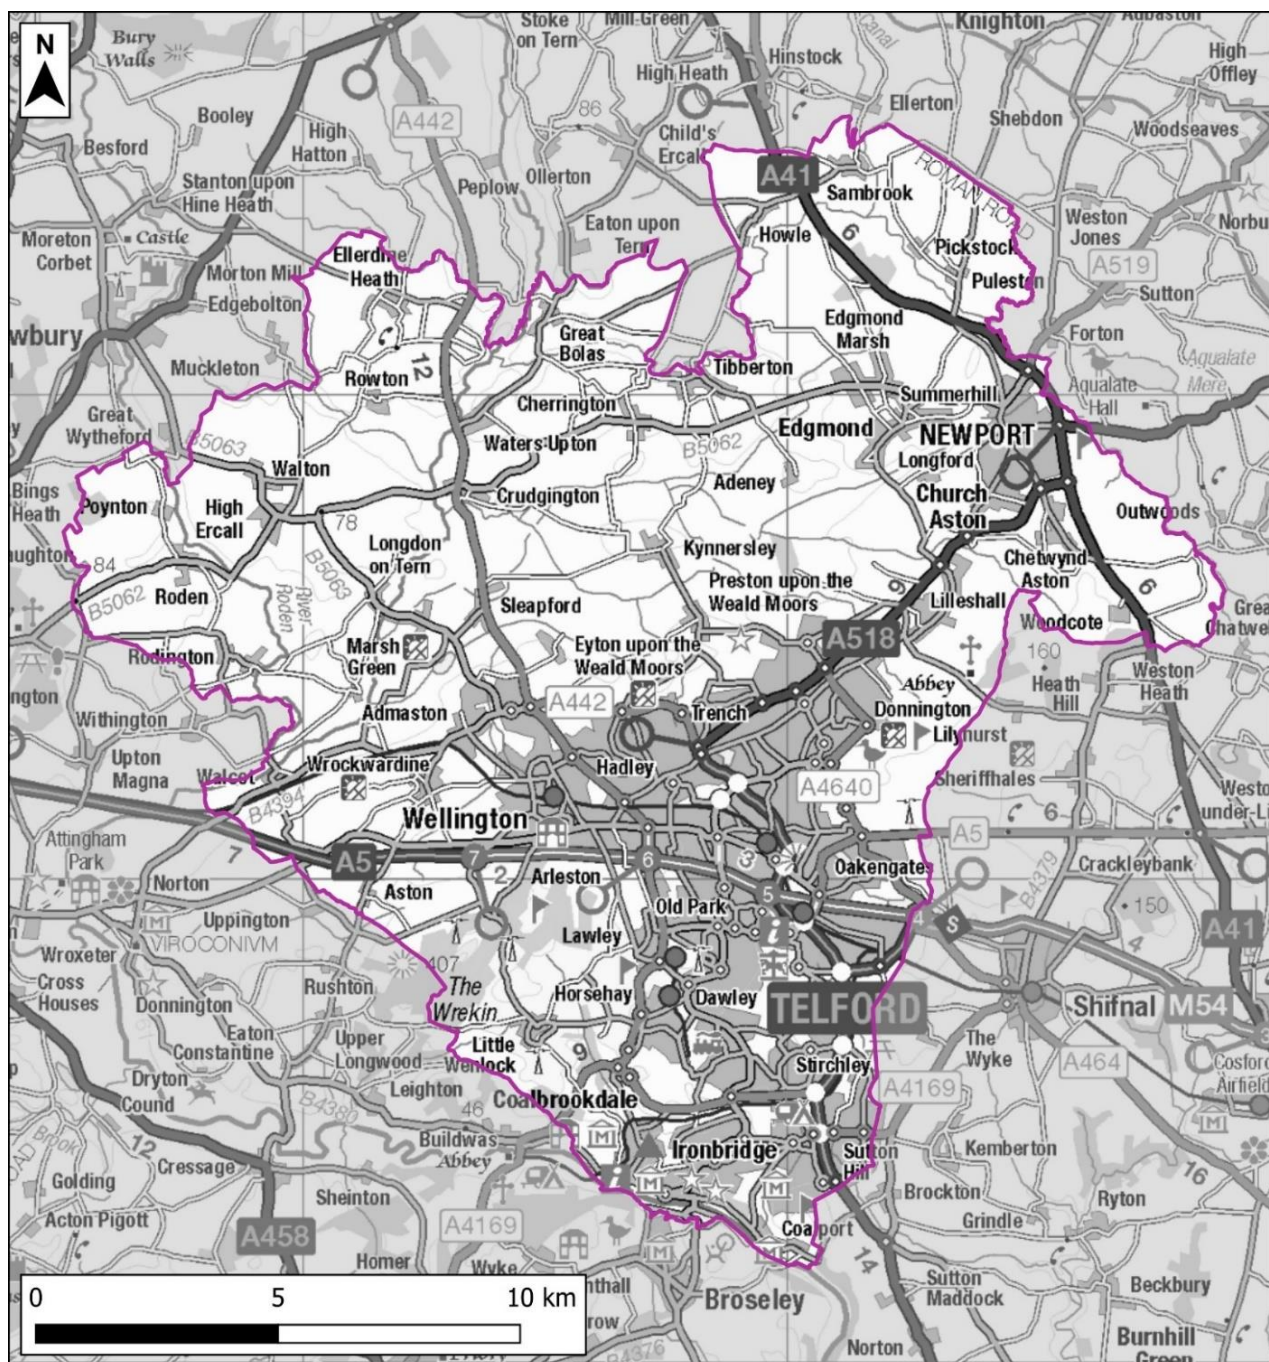 N
Bury
Walls
Stoke
on Tern
Mill Green
Knighton
Hinstock
High
Offley
High Heath
Canal
Ellerton
Booley
A442
86
Child's
Shebdon
Woodseaves
Besford
High
Hatton
A41
Sambrook
ROMAN ROAD
Stanton upon
Hine Heath
Peplow
Ollerton
Eaton upon
Tern
Howle
6
Weston
Jones
Moreton
Corbet
Castle
Ellerdine
Heath
Pickstock
A519
Morton Mill
Edgebolton
Puleston
Sutton
Great
Bolas
Edgmond
Marsh
Forton
Muckleton
12
Rowton
Tibberton
Aqualate
Mere
Aqualate
Hall
Great
Wytheford
Cherrington
Summerhill
B5063
Waters Upton
B5062
Edgmond
NEWPORT
Walton
Longford
Bings
Heath
Poynton
High
Ercall
Crudgington
Adeney
Church
Aston
Outwoods
78
84
B5062
B5063
Longdon
on Tern
Kynnersley
Chetwynd
Aston
Roden
River
Roden
Sleapford
Preston upon the
Weald Moors
9
Lilleshall
6
A518
Woodcote
Rodington
Marsh
Green
Eyton upon the
Weald Moors
160
Weston
Heath
Heath
Hill
Abbey
Withington
Admaston
A442
Trench
Donnington
Lilyhurst
Upton
Magna
Walcot
Wrockwardine
Hadley
A4640
Sheriffhales
B4394
Wellington
6
A5
Attingham
Park
7
A5
7
2
6
3
Oakengates
Crackleybank
B4379
Norton
Aston
Arleston
5
Old Park
150
4
Uppington
VIROCONIVM
Lawley
S
A41
Wroxeter
407
Cross
Houses
Rushton
The
Wrekin
Horsehay
Dawley
TELFORD
Shifnal
M54
Donnington
Eaton
Constantine
Upper
Longwood
Little
Wenlock
9
Stirchley
The
Wyke
A464
Cosford
Airfield
Dryton
Leighton
Coalbrookdale
A4169
Cound
B4380
46
12
Buildwas
Abbey
Ironbridge
Sutton
Hill
Kemberton
Cressage
16
Golding
Sheinton
Brockton
Ryton
Acton Pigott
A458
A4169
Coalport
Grindle
Homer
Wyke
14
0
5
10 km
Broseley
Sutton
Maddock
Beckbury
Norton
Burnhill
B4376